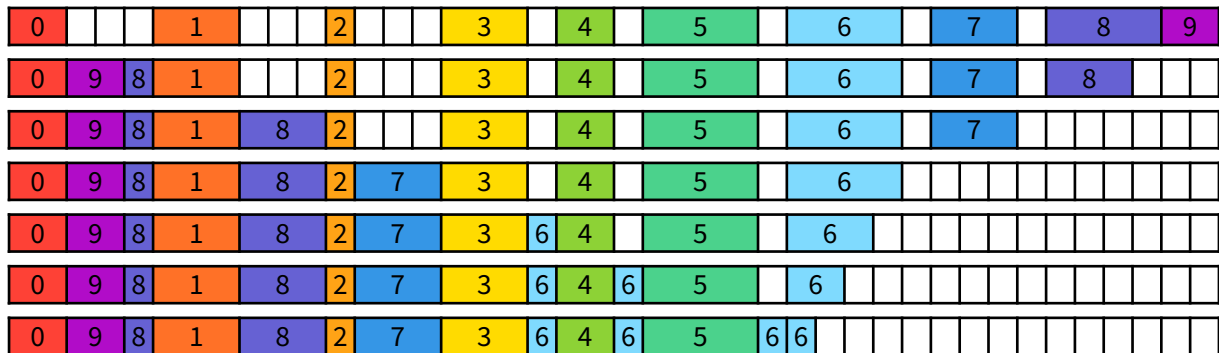 0 1 2 3 4 5 6 7 8 9
0 9 8 1 2 3 4 5 6 7 8
0 9 8 1 8 2 3 4 5 6 7
0 9 8 1 8 2 7 3 4 5 6
0 9 8 1 8 2 7 3 6 4 5 6
0 9 8 1 8 2 7 3 6 4 6 5 6
0 9 8 1 8 2 7 3 6 4 6 5 6 6